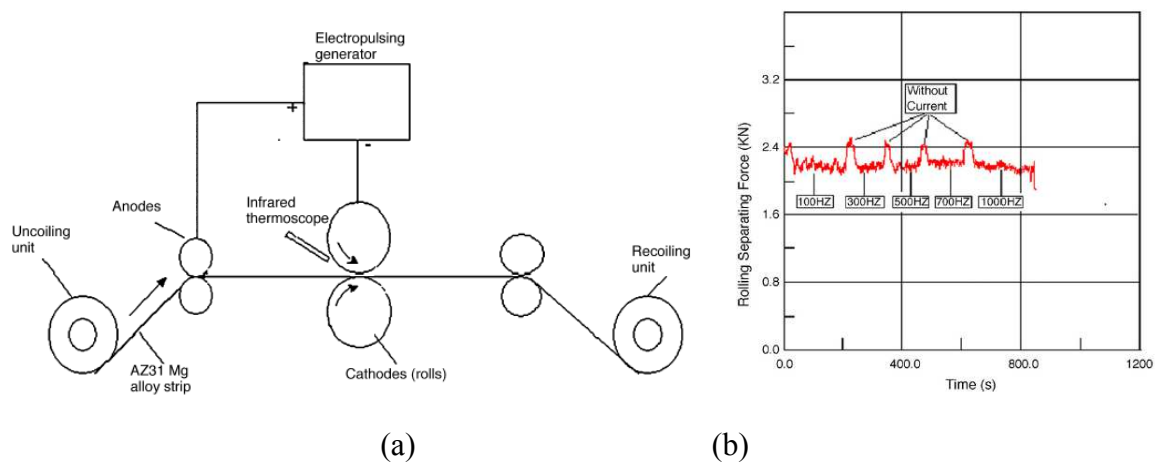 Electropulsing
generator
+
-
Anodes
Infrared
thermoscope
Uncoiling
unit
Recoiling
unit
AZ31 Mg
alloy strip
Cathodes (rolls)
(a)
Rolling Separating Force (KN)
3.2
2.4
1.6
0.8
0.0
Without
Current
100HZ
300HZ
500HZ
700HZ
1000HZ
0.0
400.0
800.0
1200
Time (s)
(b)